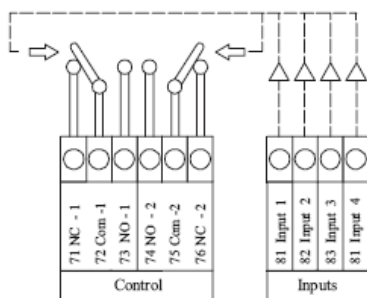 71 NC - 1
72 Com -1
73 NO - 1
74 NO - 2
75 Com -2
76 NC - 2
81 Input 1
82 Input 2
83 Input 3
81 Input 4
Control
Inputs